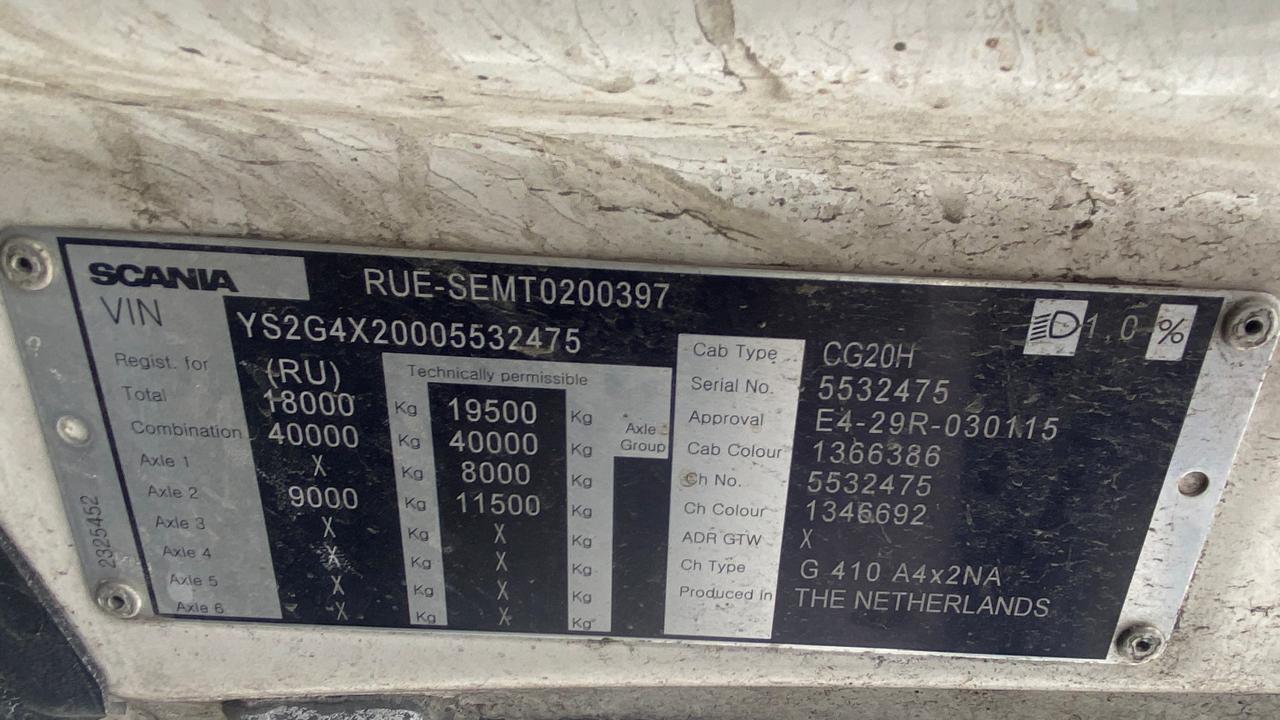 SCANIA RUE-SEMT0200397
VIN YS2G4X20005532475
Regist. for (RU) Technically permissible
Total 18000 Kg 19500 Kg
Combination 40000 Kg 40000 Kg Axle Group
Axle 1 X Kg 8000 Kg
Axle 2 9000 Kg 11500 Kg
Axle 3 X Kg X Kg
Axle 4 X Kg X Kg
Axle 5 X Kg X Kg
Axle 6 X Kg X Kg
1,0 %
Cab Type CG20H
Serial No. 5532475
Approval E4-29R-030115
Cab Colour 1366386
Ch No. 5532475
Ch Colour 1346692
ADR GTW X
Ch Type G 410 A4x2NA
Produced in THE NETHERLANDS
2325452